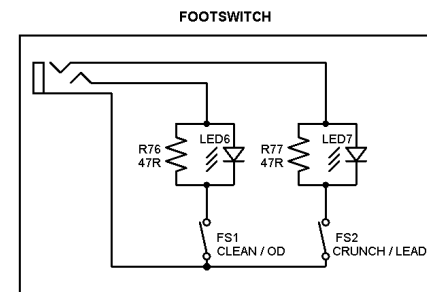 FOOTSWITCH
LED6
LED7
R76
47R
R77
47R
FS1
CLEAN / OD
FS2
CRUNCH / LEAD